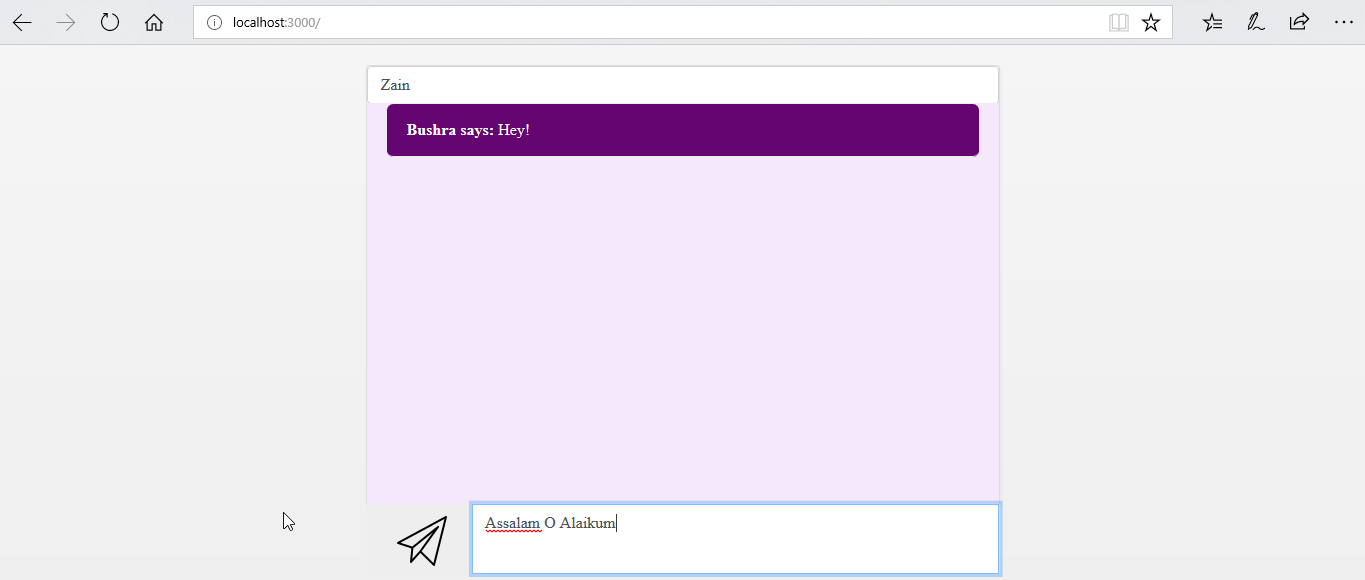 localhost:3000/
Zain
Bushra says: Hey!
Assalam O Alaikum